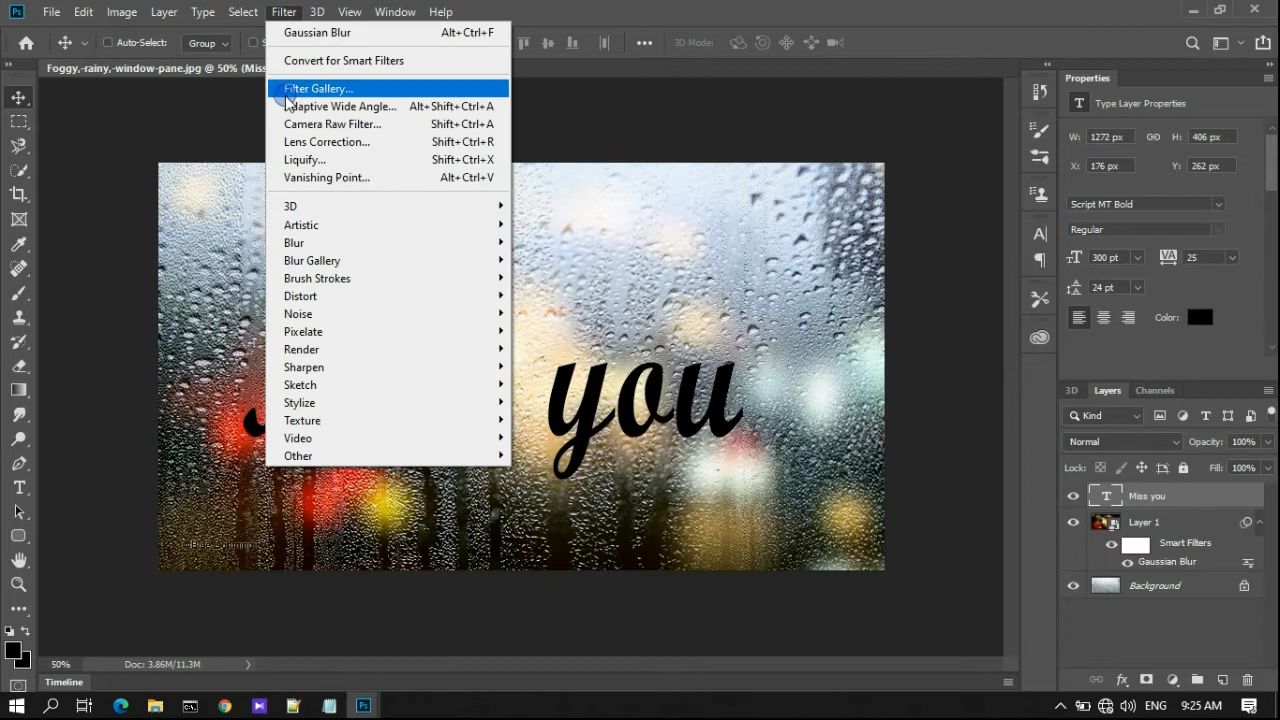 Ps File Edit Image Layer Type Select Filter 3D View Window Help
Auto-Select: Group 3D Mode:
Foggy,-rainy,-window-pane.jpg @ 50% (Miss
Gaussian Blur Alt+Ctrl+F
Convert for Smart Filters
Filter Gallery...
Adaptive Wide Angle... Alt+Shift+Ctrl+A
Camera Raw Filter... Shift+Ctrl+A
Lens Correction... Shift+Ctrl+R
Liquify... Shift+Ctrl+X
Vanishing Point... Alt+Ctrl+V
3D
Artistic
Blur
Blur Gallery
Brush Strokes
Distort
Noise
Pixelate
Render
Sharpen
Sketch
Stylize
Texture
Video
Other
you
Properties
T Type Layer Properties
W: 1272 px H: 406 px
X: 176 px Y: 262 px
Script MT Bold
Regular
300 pt VA 25
24 pt
Color:
3D Layers Channels
Kind
Normal Opacity: 100%
Lock: Fill: 100%
T Miss you
Layer 1
Smart Filters
Gaussian Blur
Background
50% Doc: 3.86M/11.3M
Timeline
Ps ENG 9:25 AM